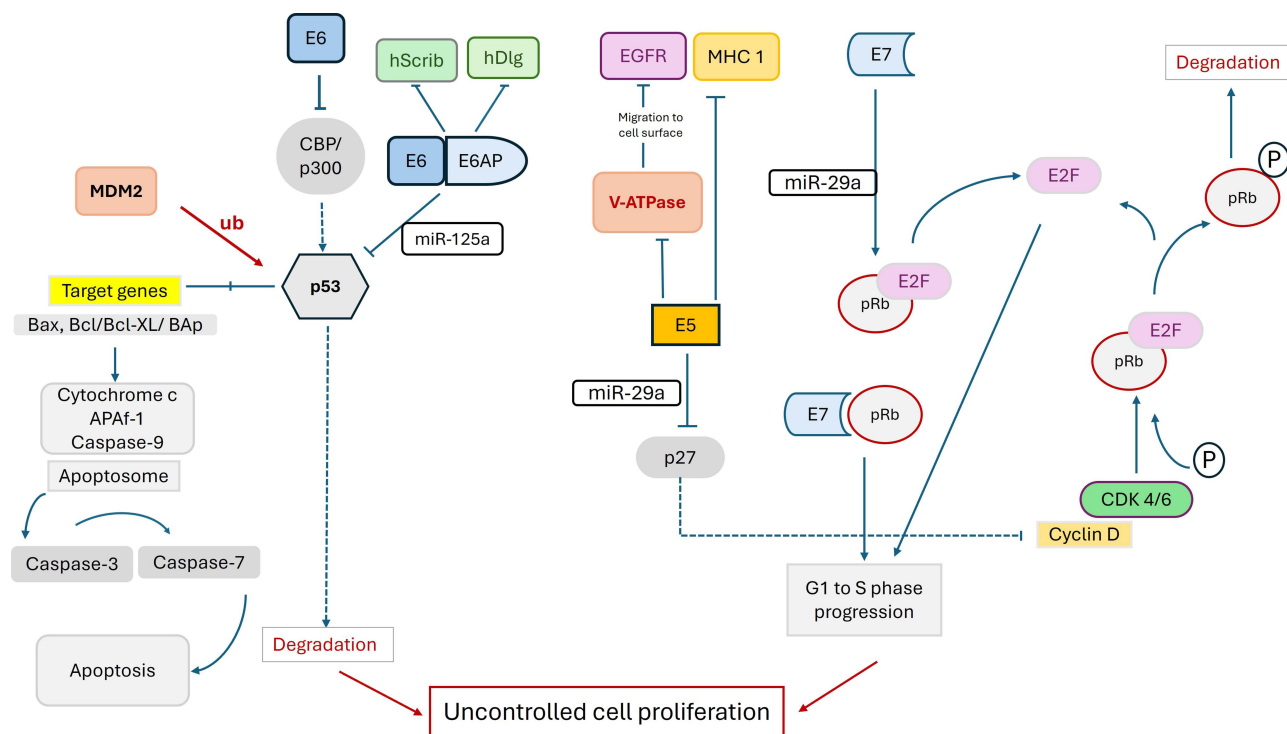 E6
hScrib
hDlg
EGFR
MHC 1
E7
Degradation
Migration to
cell surface
CBP/
p300
E6
E6AP
MDM2
ub
V-ATPase
miR-29a
E2F
P
pRb
miR-125a
Target genes
p53
Bax, Bcl/Bcl-XL/ BAp
E2F
pRb
E5
E2F
pRb
Cytochrome c
APAf-1
Caspase-9
miR-29a
E7
pRb
Apoptosome
p27
P
CDK 4/6
Cyclin D
Caspase-3
Caspase-7
G1 to S phase
progression
Degradation
Apoptosis
Uncontrolled cell proliferation